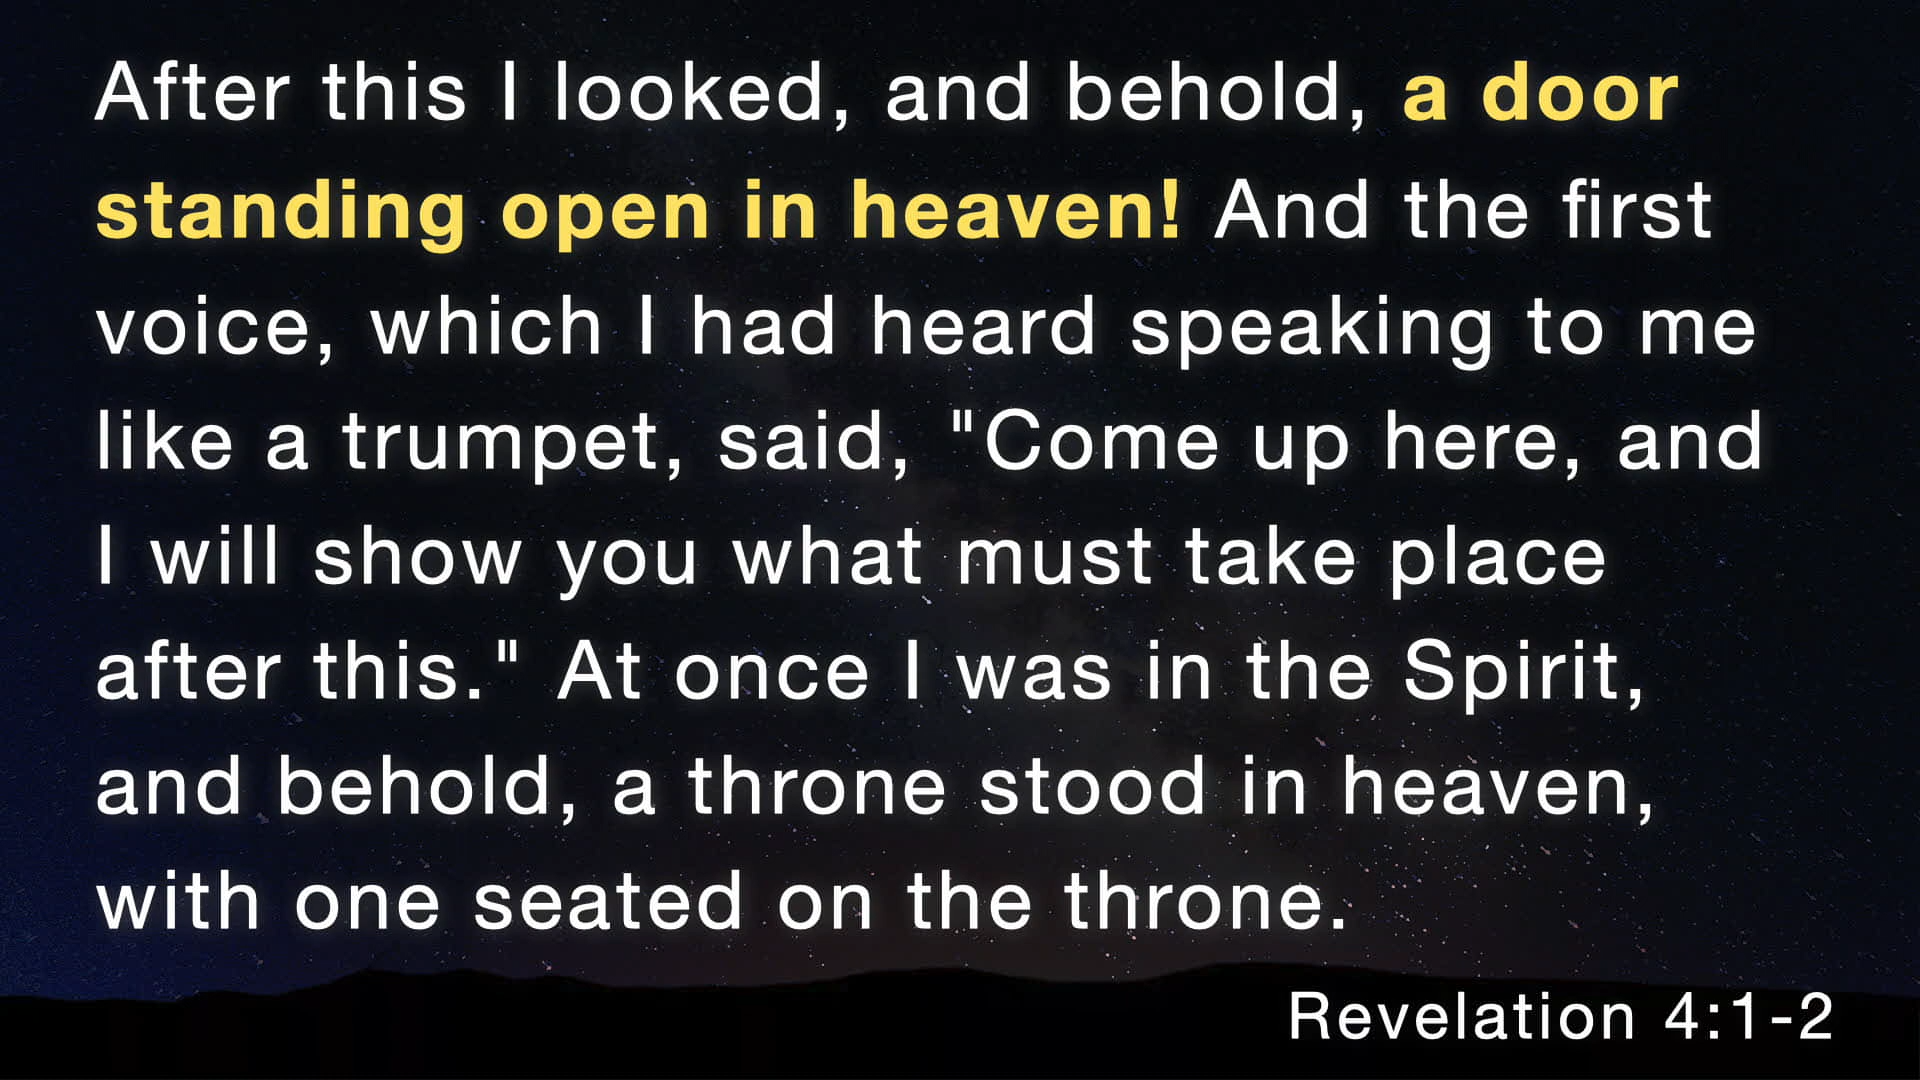 After this I looked, and behold, a door
standing open in heaven! And the first
voice, which I had heard speaking to me
like a trumpet, said, "Come up here, and
I will show you what must take place
after this." At once I was in the Spirit,
and behold, a throne stood in heaven,
with one seated on the throne.
Revelation 4:1-2